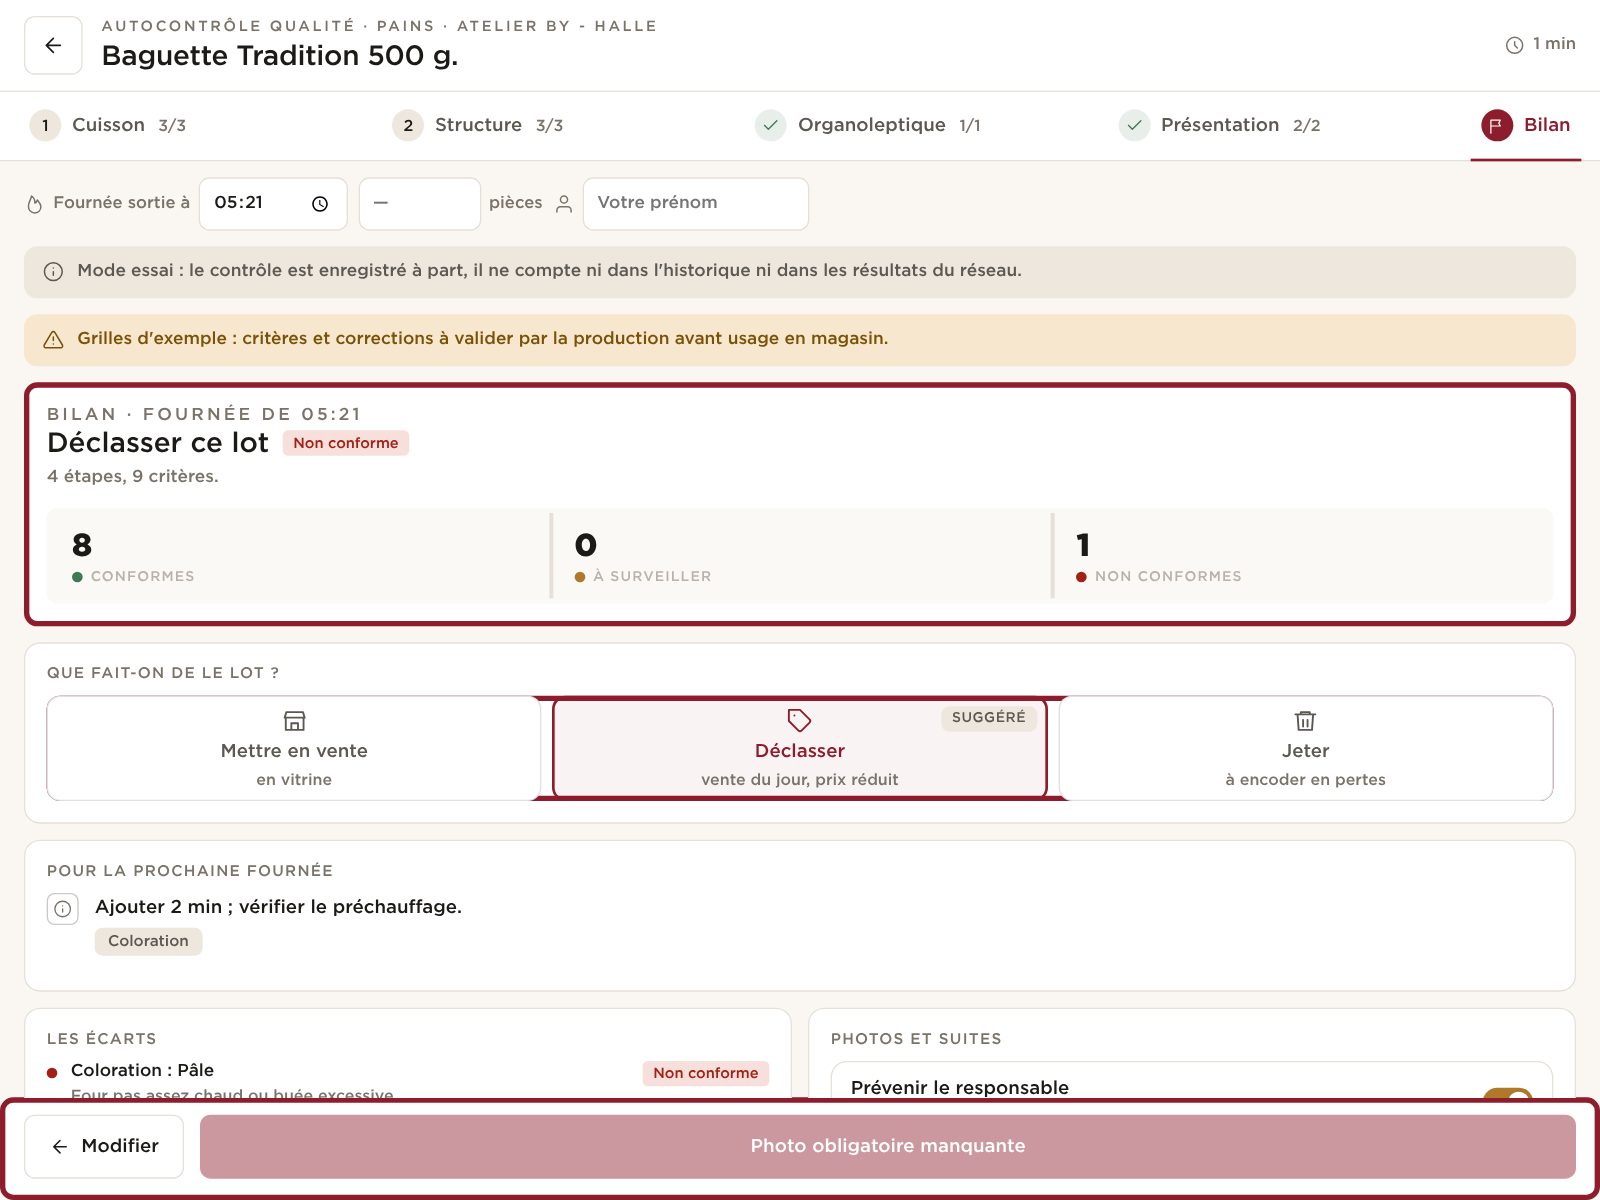 AUTOCONTRÔLE QUALITÉ · PAINS · ATELIER BY - HALLE
Baguette Tradition 500 g.
1 min
1 Cuisson 3/3
2 Structure 3/3
Organoleptique 1/1
Présentation 2/2
Bilan
Fournée sortie à 05:21 — pièces Votre prénom
Mode essai : le contrôle est enregistré à part, il ne compte ni dans l'historique ni dans les résultats du réseau.
Grilles d'exemple : critères et corrections à valider par la production avant usage en magasin.
BILAN · FOURNÉE DE 05:21
Déclasser ce lot Non conforme
4 étapes, 9 critères.
8
CONFORMES
0
À SURVEILLER
1
NON CONFORMES
QUE FAIT-ON DE LE LOT ?
Mettre en vente
en vitrine
SUGGÉRÉ
Déclasser
vente du jour, prix réduit
Jeter
à encoder en pertes
POUR LA PROCHAINE FOURNÉE
Ajouter 2 min ; vérifier le préchauffage.
Coloration
LES ÉCARTS
Coloration : Pâle
Non conforme
Four pas assez chaud ou buée excessive
PHOTOS ET SUITES
Prévenir le responsable
Modifier
Photo obligatoire manquante